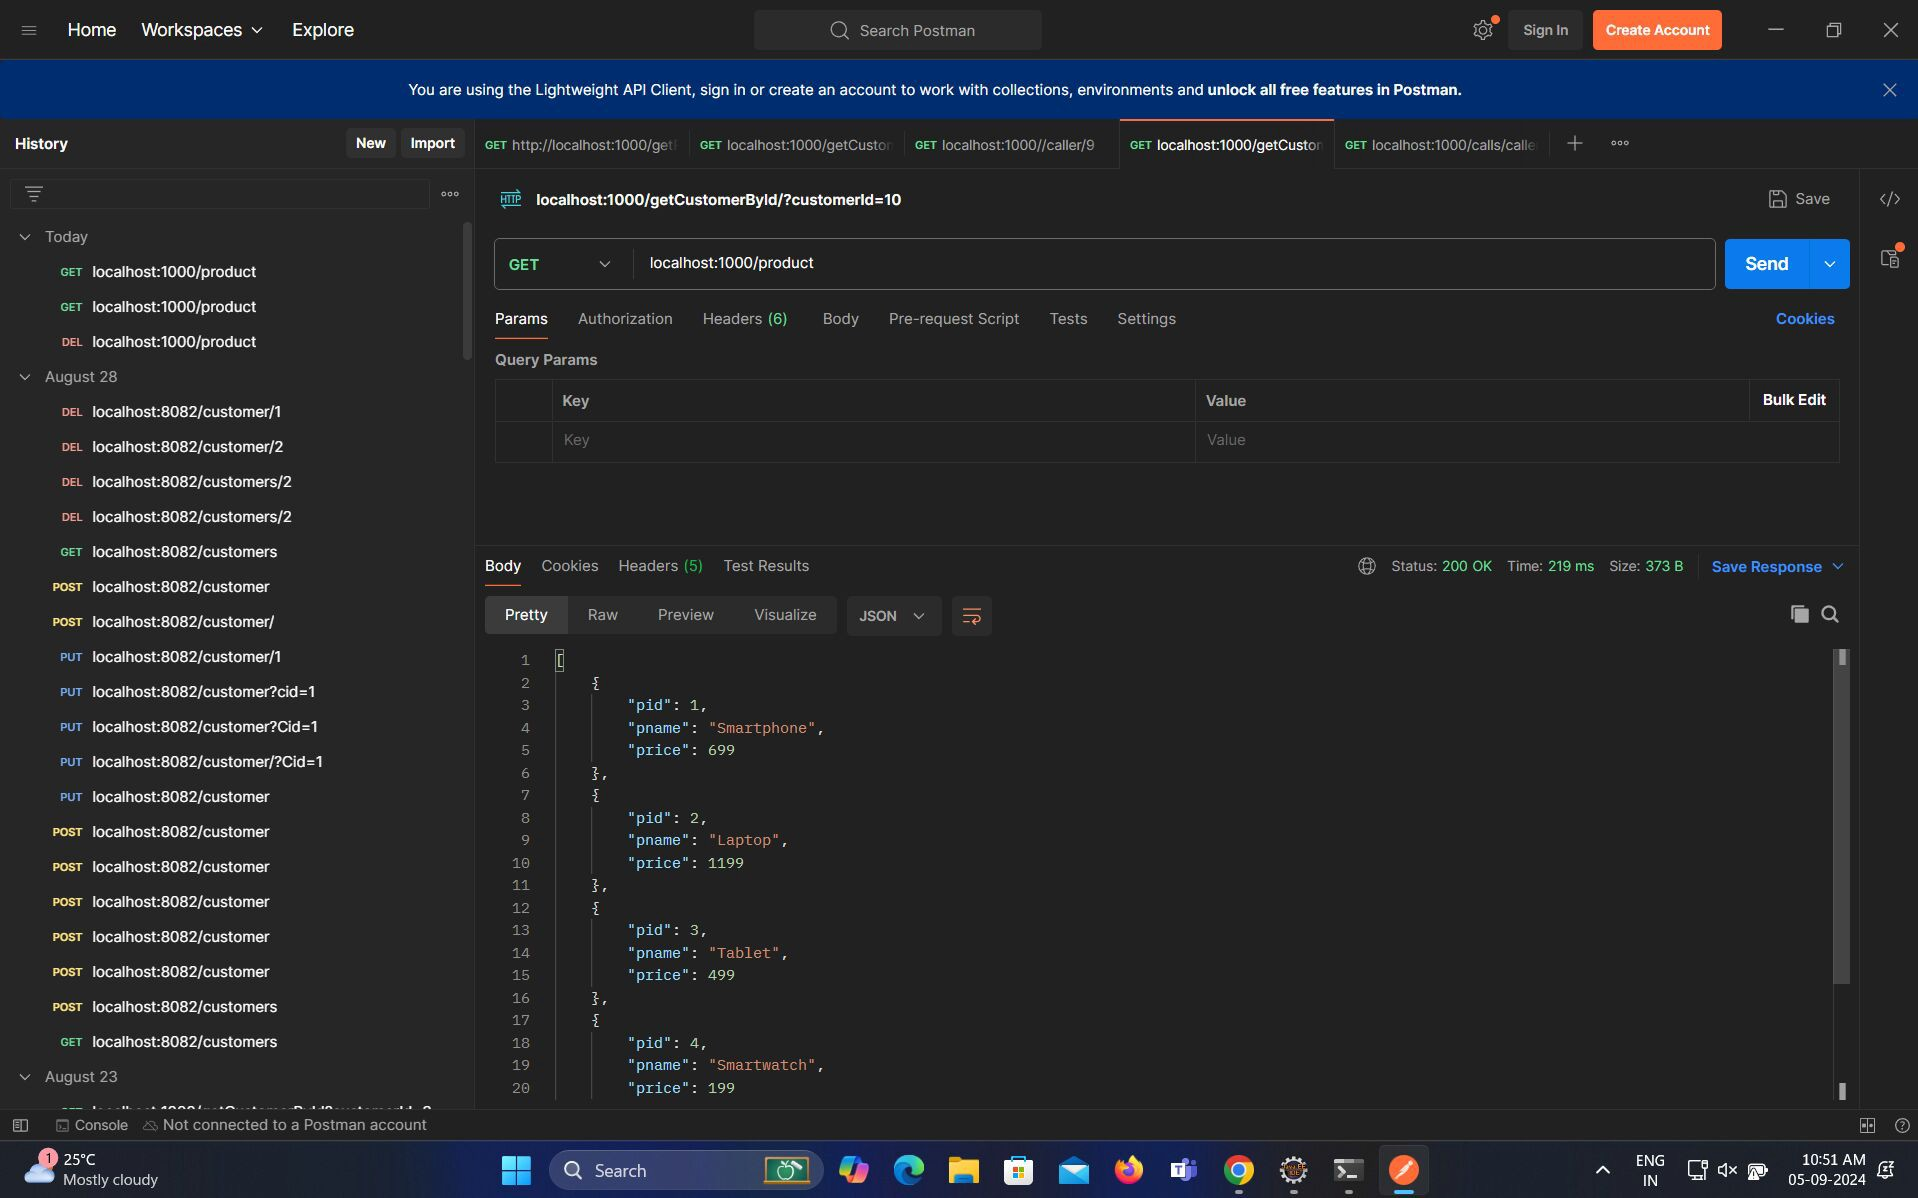 Home
Workspaces
Explore
Search Postman
Sign In
Create Account
You are using the Lightweight API Client, sign in or create an account to work with collections, environments and unlock all free features in Postman.
History
New
Import
GET http://localhost:1000/get
GET localhost:1000/getCuston
GET localhost:1000//caller/9
GET localhost:1000/getCuston
GET localhost:1000/calls/calle
HTTP localhost:1000/getCustomerById/?customerId=10
Save
GET
localhost:1000/product
Send
Params
Authorization
Headers (6)
Body
Pre-request Script
Tests
Settings
Cookies
Query Params
Key
Value
Bulk Edit
Key
Value
Today
GET localhost:1000/product
GET localhost:1000/product
DEL localhost:1000/product
August 28
DEL localhost:8082/customer/1
DEL localhost:8082/customer/2
DEL localhost:8082/customers/2
DEL localhost:8082/customers/2
GET localhost:8082/customers
POST localhost:8082/customer
POST localhost:8082/customer/
PUT localhost:8082/customer/1
PUT localhost:8082/customer?cid=1
PUT localhost:8082/customer?Cid=1
PUT localhost:8082/customer/?Cid=1
PUT localhost:8082/customer
POST localhost:8082/customer
POST localhost:8082/customer
POST localhost:8082/customer
POST localhost:8082/customer
POST localhost:8082/customer
POST localhost:8082/customers
GET localhost:8082/customers
August 23
Body
Cookies
Headers (5)
Test Results
Status: 200 OK
Time: 219 ms
Size: 373 B
Save Response
Pretty
Raw
Preview
Visualize
JSON
1 [
2 {
3 "pid": 1,
4 "pname": "Smartphone",
5 "price": 699
6 },
7 {
8 "pid": 2,
9 "pname": "Laptop",
10 "price": 1199
11 },
12 {
13 "pid": 3,
14 "pname": "Tablet",
15 "price": 499
16 },
17 {
18 "pid": 4,
19 "pname": "Smartwatch",
20 "price": 199
Console
Not connected to a Postman account
1
25°C
Mostly cloudy
Search
ENG
IN
10:51 AM
05-09-2024